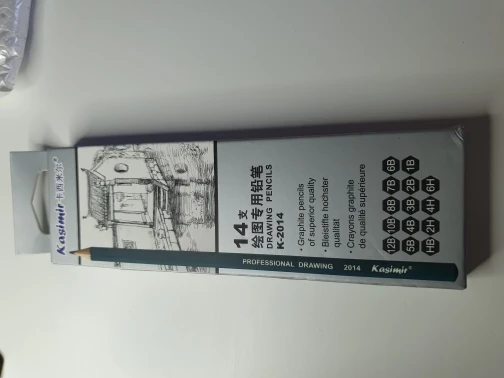 Kasimir® 卡西米尔®
14支
绘图专用铅笔
DRAWING PENCILS
K-2014
· Graphite pencils
of superior quality
· Bleistifte hochster
qualitat
· Crayons graphite
de qualité supérieure
12B 10B 8B 7B 6B
5B 4B 3B 2B 1B
HB 2H 4H 6H
PROFESSIONAL DRAWING 2014 Kasimir®